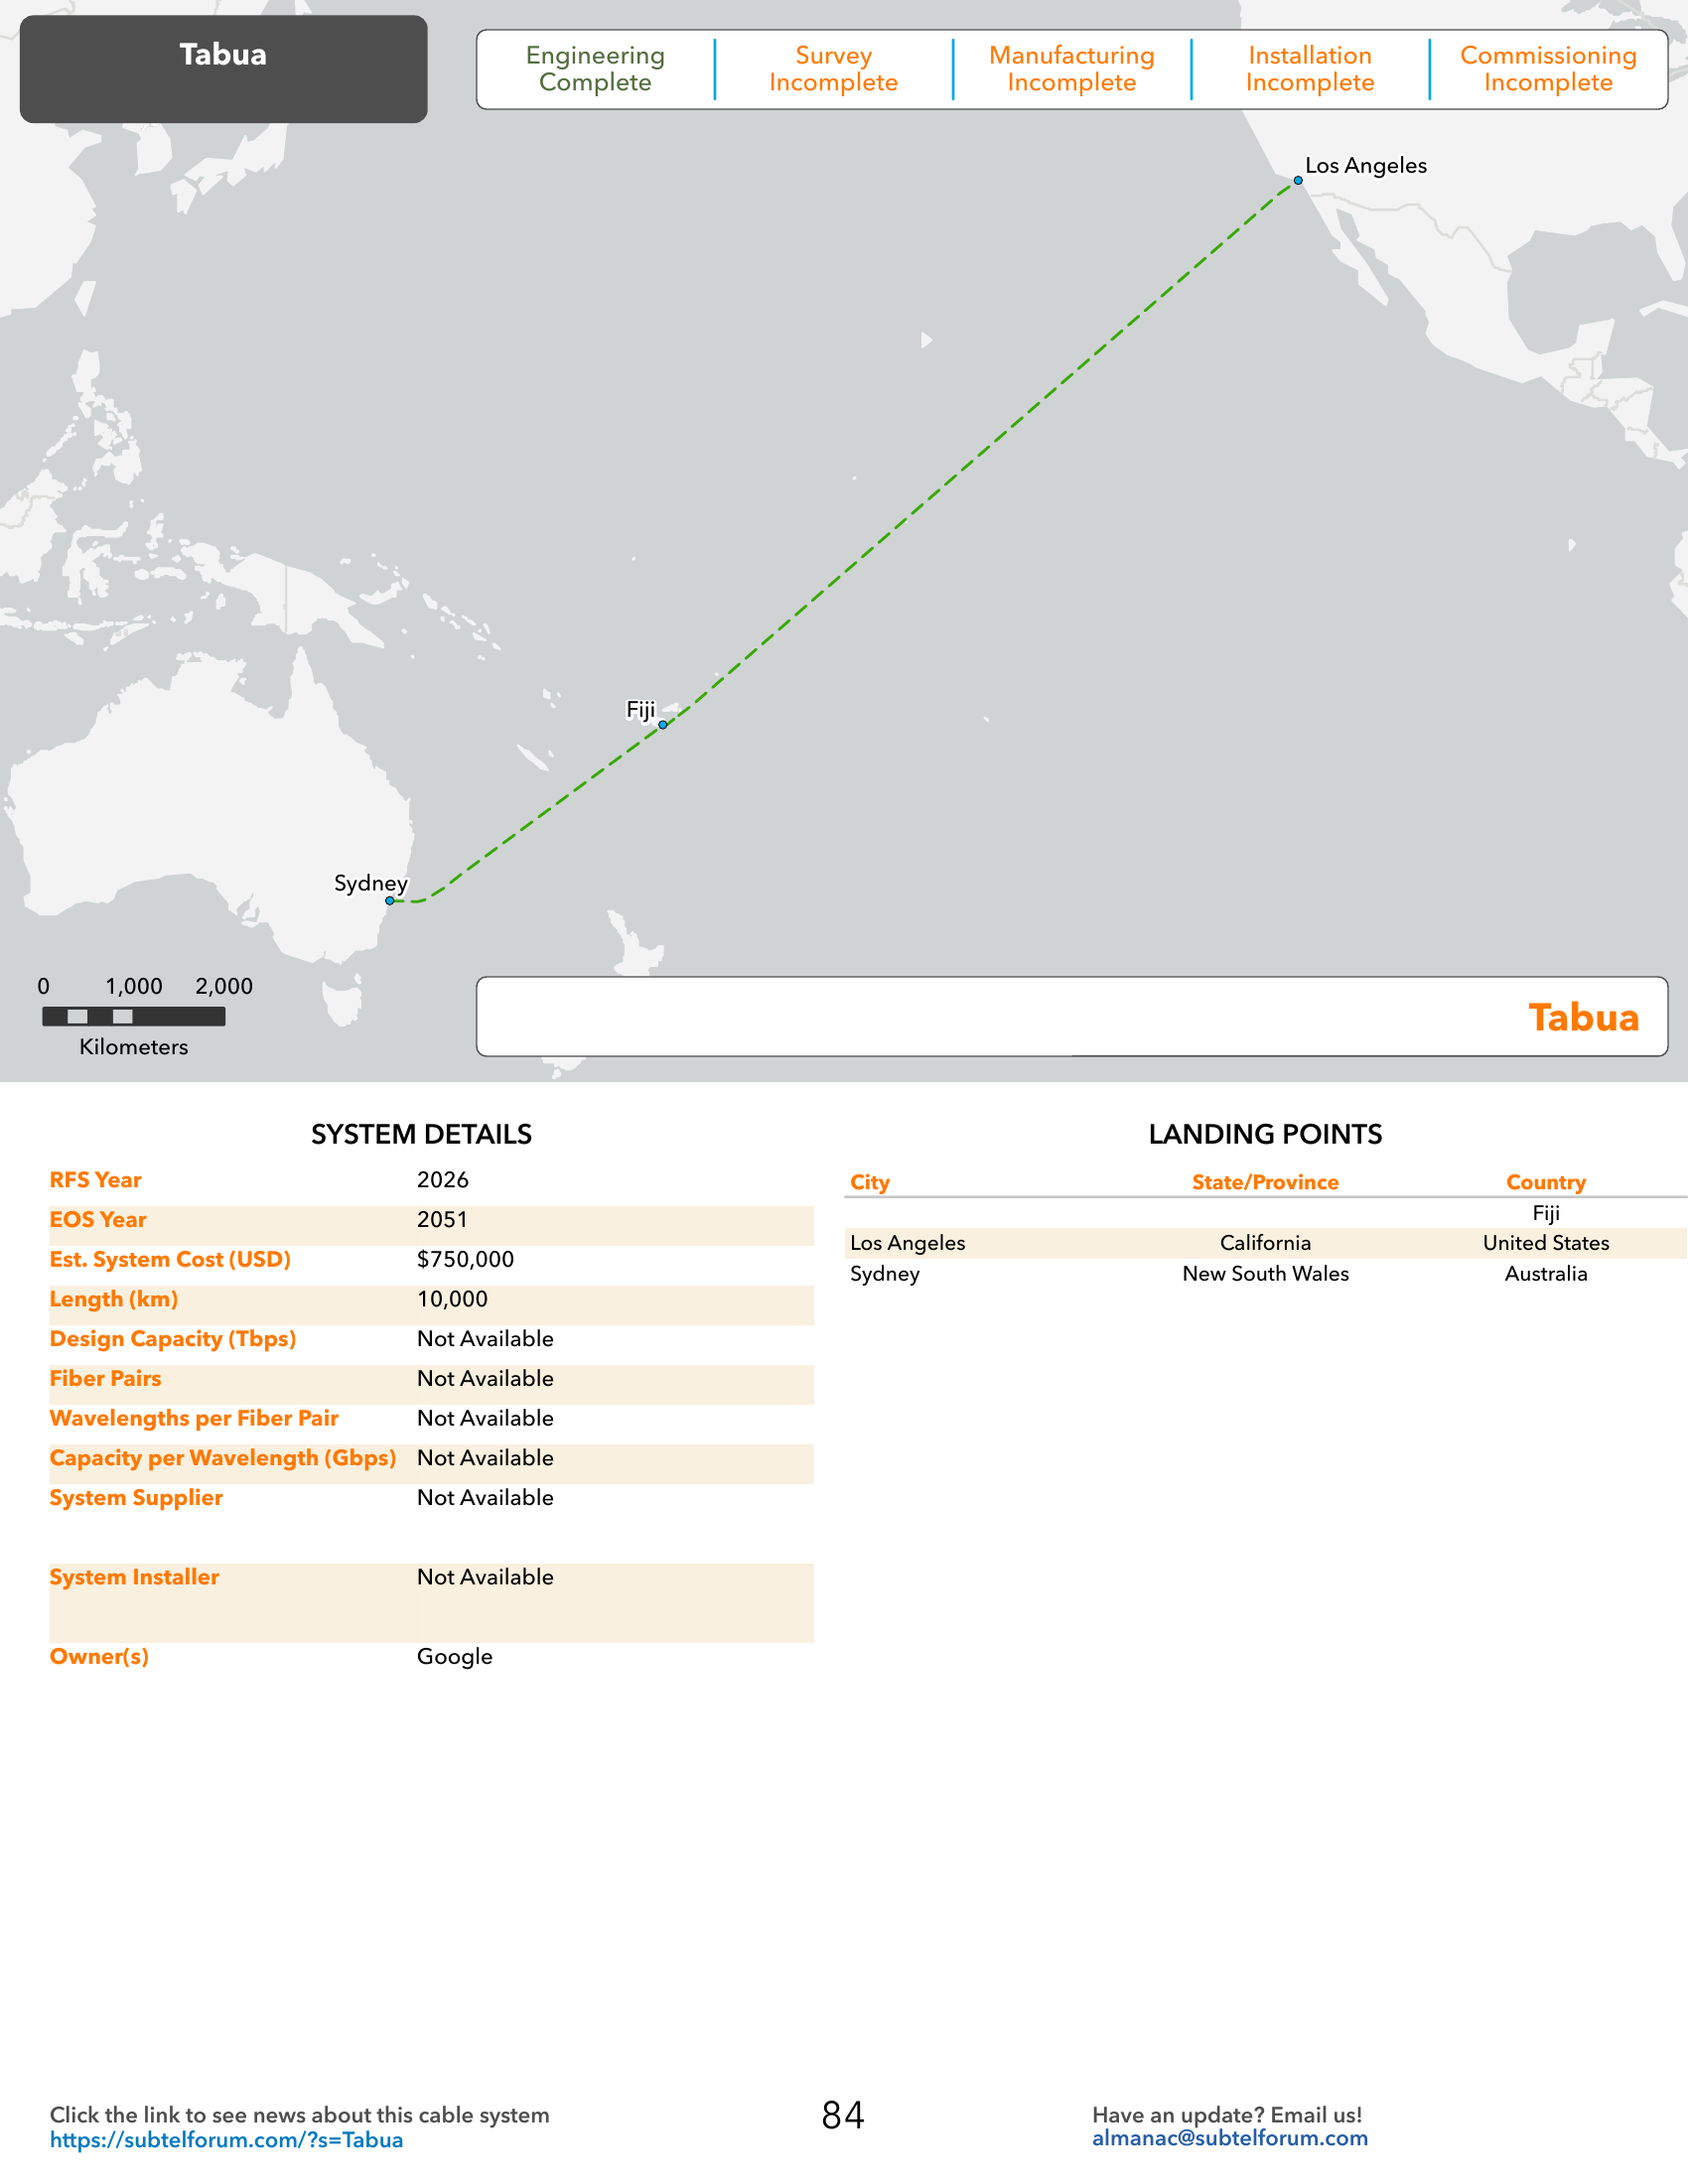 Tabua
Engineering
Complete
Survey
Incomplete
Manufacturing
Incomplete
Installation
Incomplete
Commissioning
Incomplete
Los Angeles
Fiji
Sydney
0 1,000 2,000
Kilometers
Tabua
SYSTEM DETAILS
RFS Year 2026
EOS Year 2051
Est. System Cost (USD) $750,000
Length (km) 10,000
Design Capacity (Tbps) Not Available
Fiber Pairs Not Available
Wavelengths per Fiber Pair Not Available
Capacity per Wavelength (Gbps) Not Available
System Supplier Not Available
System Installer Not Available
Owner(s) Google
LANDING POINTS
City State/Province Country
Fiji
Los Angeles California United States
Sydney New South Wales Australia
Click the link to see news about this cable system
https://subtelforum.com/?s=Tabua
84
Have an update? Email us!
almanac@subtelforum.com